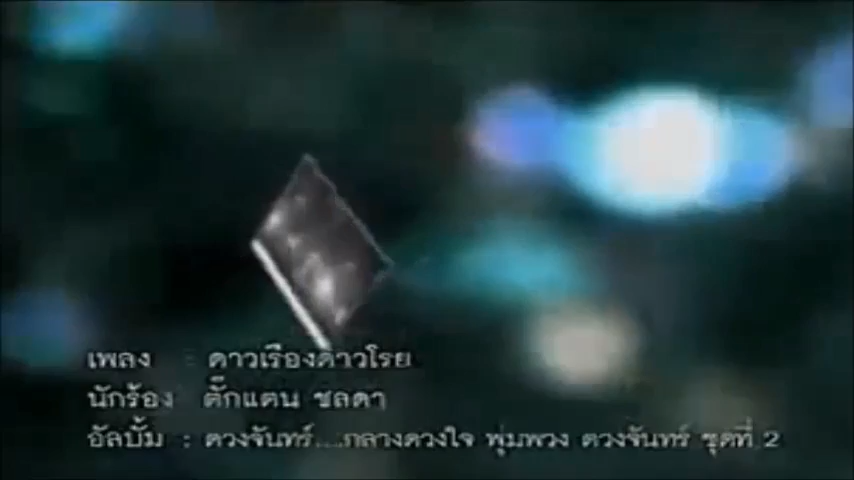 เพลง : ดาวเรืองดาวโรย
นักร้อง ตั๊กแตน ชลดา
อัลบั้ม : ดวงจันทร์....กลางดวงใจ พุ่มพวง ดวงจันทร์ ชุดที่ 2